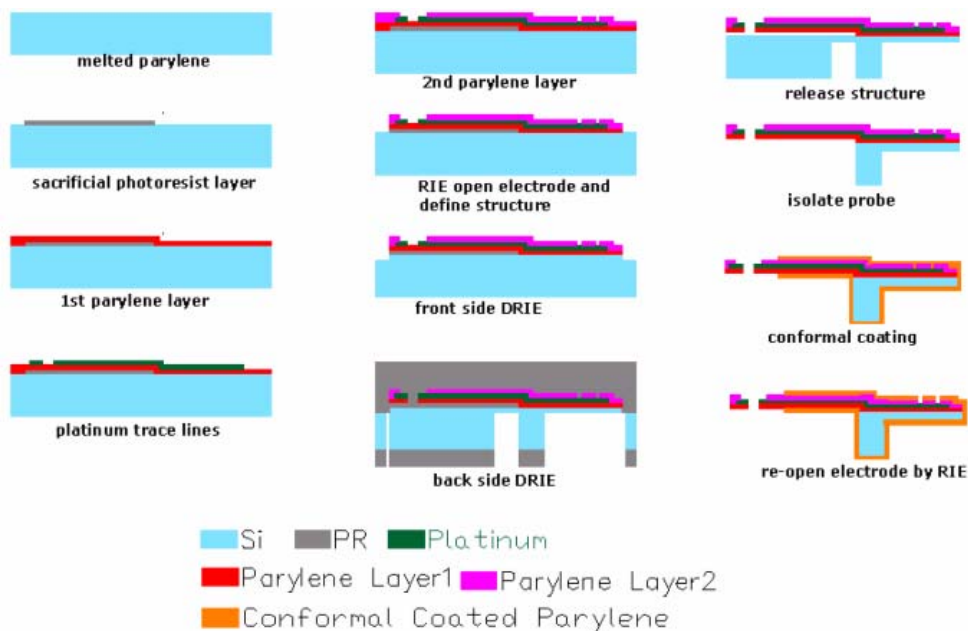 melted parylene
sacrificial photoresist layer
1st parylene layer
platinum trace lines
2nd parylene layer
RIE open electrode and
define structure
front side DRIE
back side DRIE
release structure
isolate probe
conformal coating
re-open electrode by RIE
Si PR Platinum
Parylene Layer1 Parylene Layer2
Conformal Coated Parylene